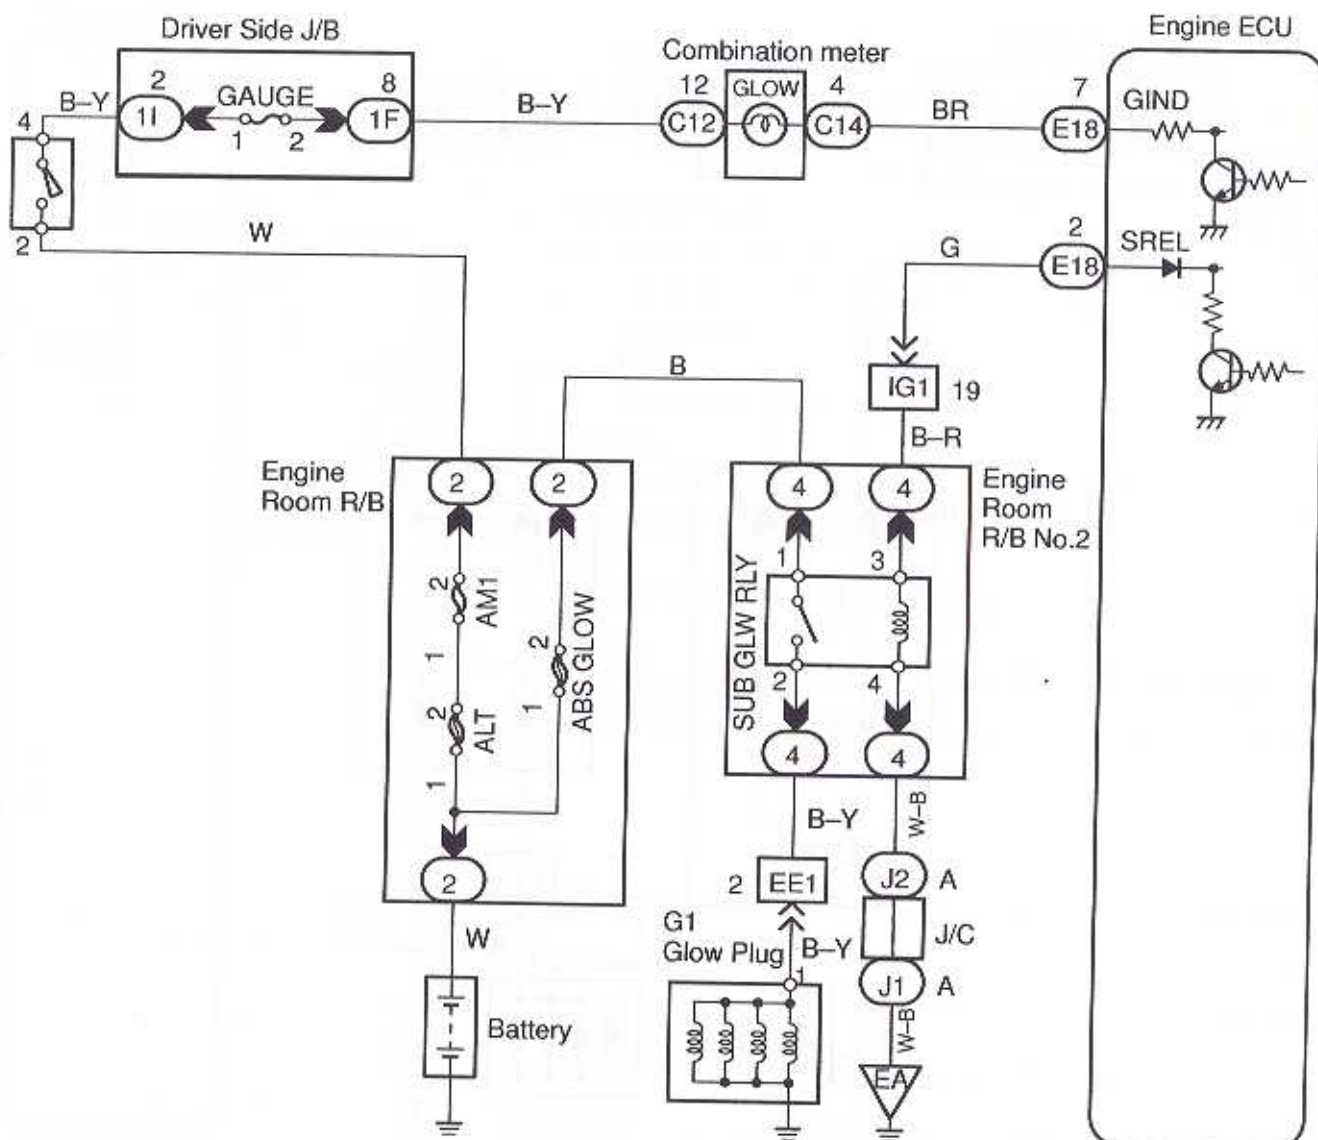 Driver Side J/B
Engine ECU
Combination meter
2
GAUGE
8
12
GLOW
4
7
GIND
B–Y
1I
1
2
1F
B–Y
C12
C14
BR
E18
4
2
W
2
SREL
G
E18
B
IG1
19
B–R
Engine
Room R/B
2
2
4
4
Engine
Room
R/B No.2
2
AM1
1
1
3
SUB GLW RLY
2
ABS GLOW
1
2
ALT
1
2
4
4
4
B–Y
W–B
2
2
EE1
J2
A
W
G1
Glow Plug
B–Y
J/C
1
J1
A
Battery
W–B
EA